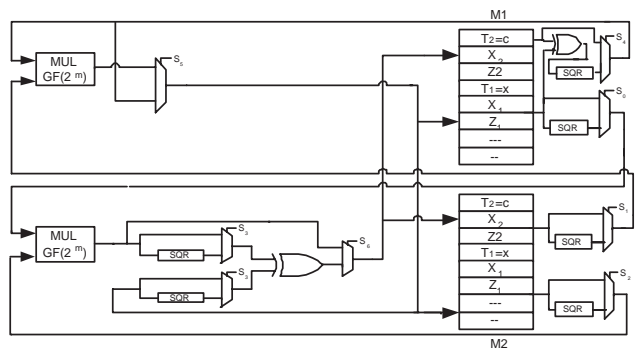 M1
MUL
GF(2 m)
S5
T2=c
X2
Z2
T1=x
X1
Z1
---
--
S4
SQR
S0
SQR
MUL
GF(2 m)
S3
SQR
S3
SQR
S6
T2=c
X2
Z2
T1=x
X1
Z1
---
--
S1
SQR
S2
SQR
M2